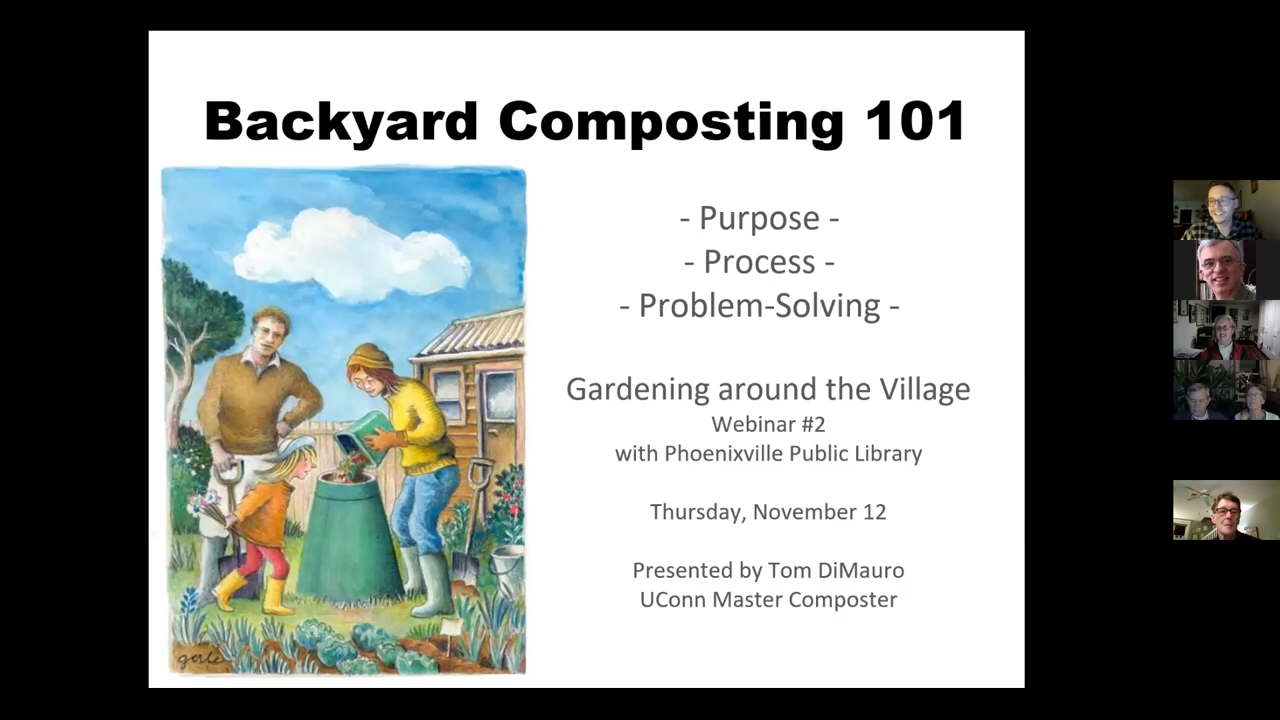 Backyard Composting 101
- Purpose -
- Process -
- Problem-Solving -
Gardening around the Village
Webinar #2
with Phoenixville Public Library
Thursday, November 12
Presented by Tom DiMauro
UConn Master Composter
gerle